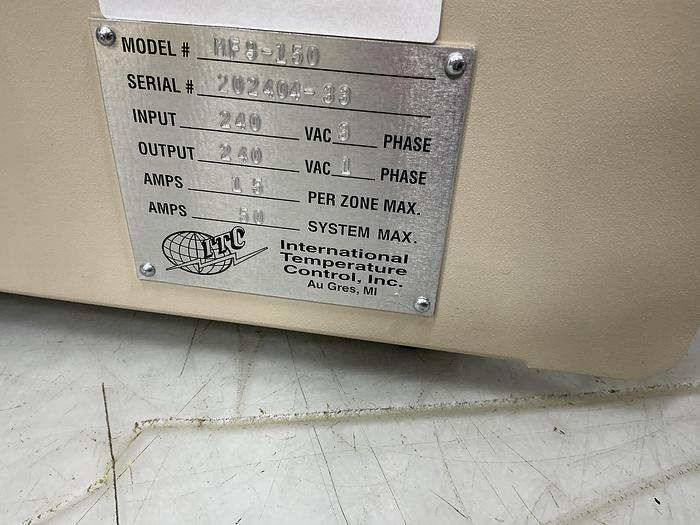 MODEL # MF8-150
SERIAL # 202404-33
INPUT 240 VAC 3 PHASE
OUTPUT 240 VAC 1 PHASE
AMPS 15 PER ZONE MAX.
AMPS 50 SYSTEM MAX.
ITC
International
Temperature
Control, Inc.
Au Gres, MI